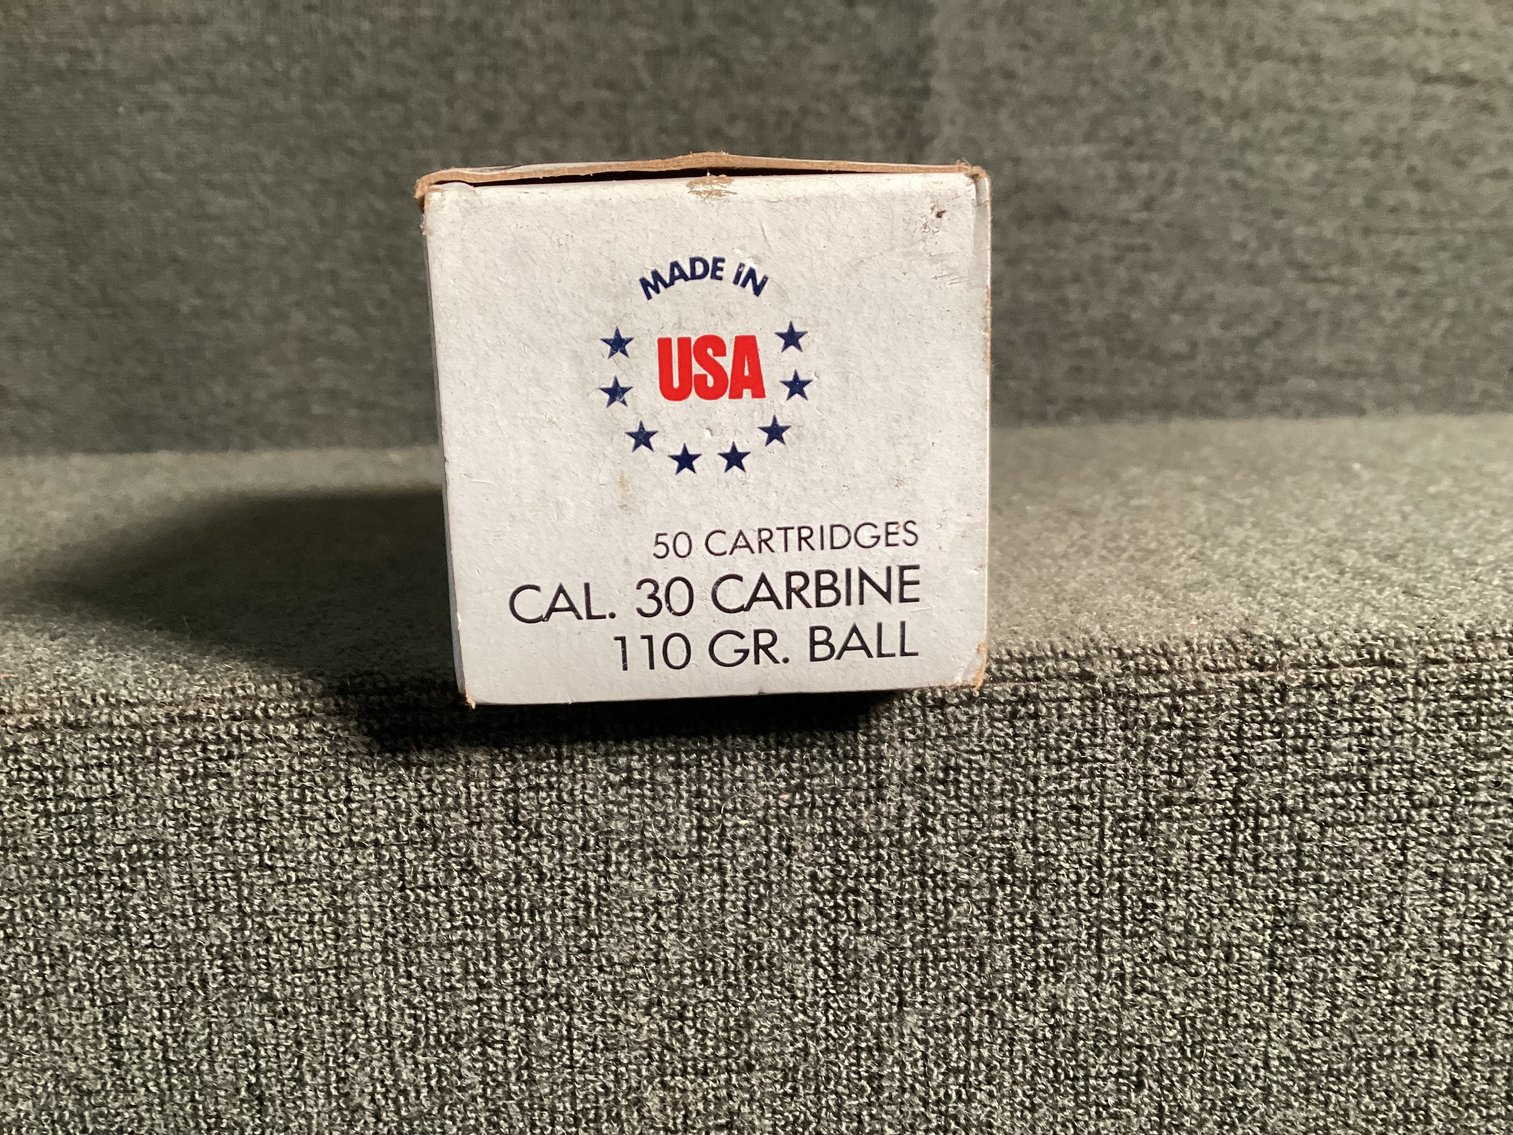 MADE iN
USA
50 CARTRIDGES
CAL. 30 CARBINE
110 GR. BALL